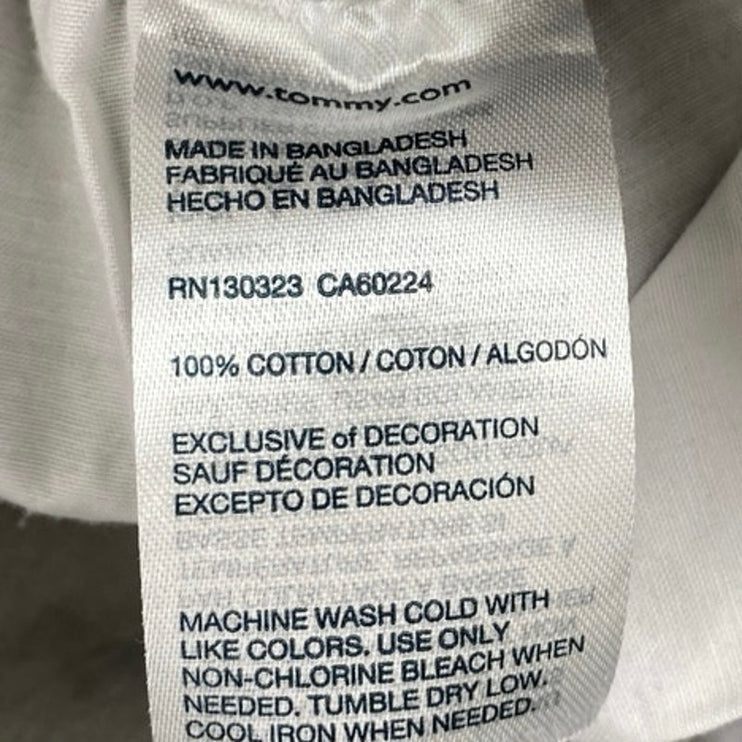 www.tommy.com
MADE IN BANGLADESH
FABRIQUÉ AU BANGLADESH
HECHO EN BANGLADESH
RN130323 CA60224
100% COTTON / COTON / ALGODÓN
EXCLUSIVE of DECORATION
SAUF DÉCORATION
EXCEPTO DE DECORACIÓN
MACHINE WASH COLD WITH
LIKE COLORS. USE ONLY
NON-CHLORINE BLEACH WHEN
NEEDED. TUMBLE DRY LOW.
COOL IRON WHEN NEEDED.